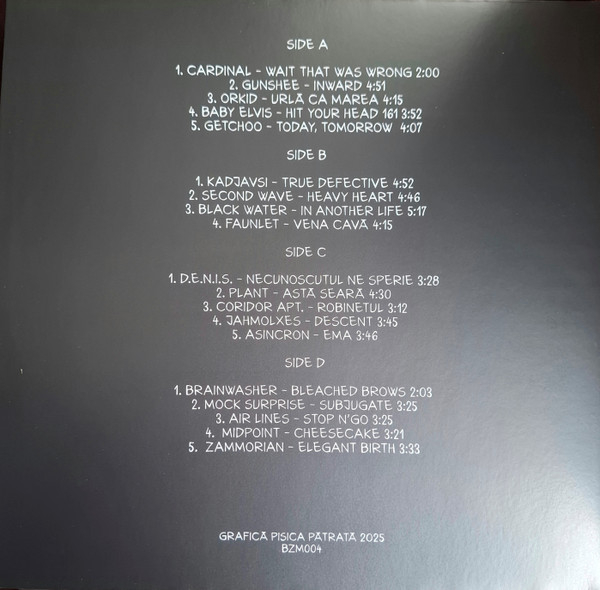 SIDE A
1. CARDINAL - WAIT THAT WAS WRONG 2:00
2. GUNSHEE - INWARD 4:51
3. ORKID - URLĂ CA MAREA 4:15
4. BABY ELVIS - HIT YOUR HEAD 161 3:52
5. GETCHOO - TODAY, TOMORROW 4:07
SIDE B
1. KADJAVSI - TRUE DEFECTIVE 4:52
2. SECOND WAVE - HEAVY HEART 4:46
3. BLACK WATER - IN ANOTHER LIFE 5:17
4. FAUNLET - VENA CAVĂ 4:15
SIDE C
1. D.E.N.I.S. - NECUNOSCUTUL NE SPERIE 3:28
2. PLANT - ASTĂ SEARĂ 4:30
3. CORIDOR APT. - ROBINETUL 3:12
4. JAHMOLXES - DESCENT 3:45
5. ASINCRON - EMA 3:46
SIDE D
1. BRAINWASHER - BLEACHED BROWS 2:03
2. MOCK SURPRISE - SUBJUGATE 3:25
3. AIR LINES - STOP N'GO 3:25
4. MIDPOINT - CHEESECAKE 3:21
5. ZAMMORIAN - ELEGANT BIRTH 3:33
GRAFICĂ PISICA PĂTRATĂ 2025
BZM004